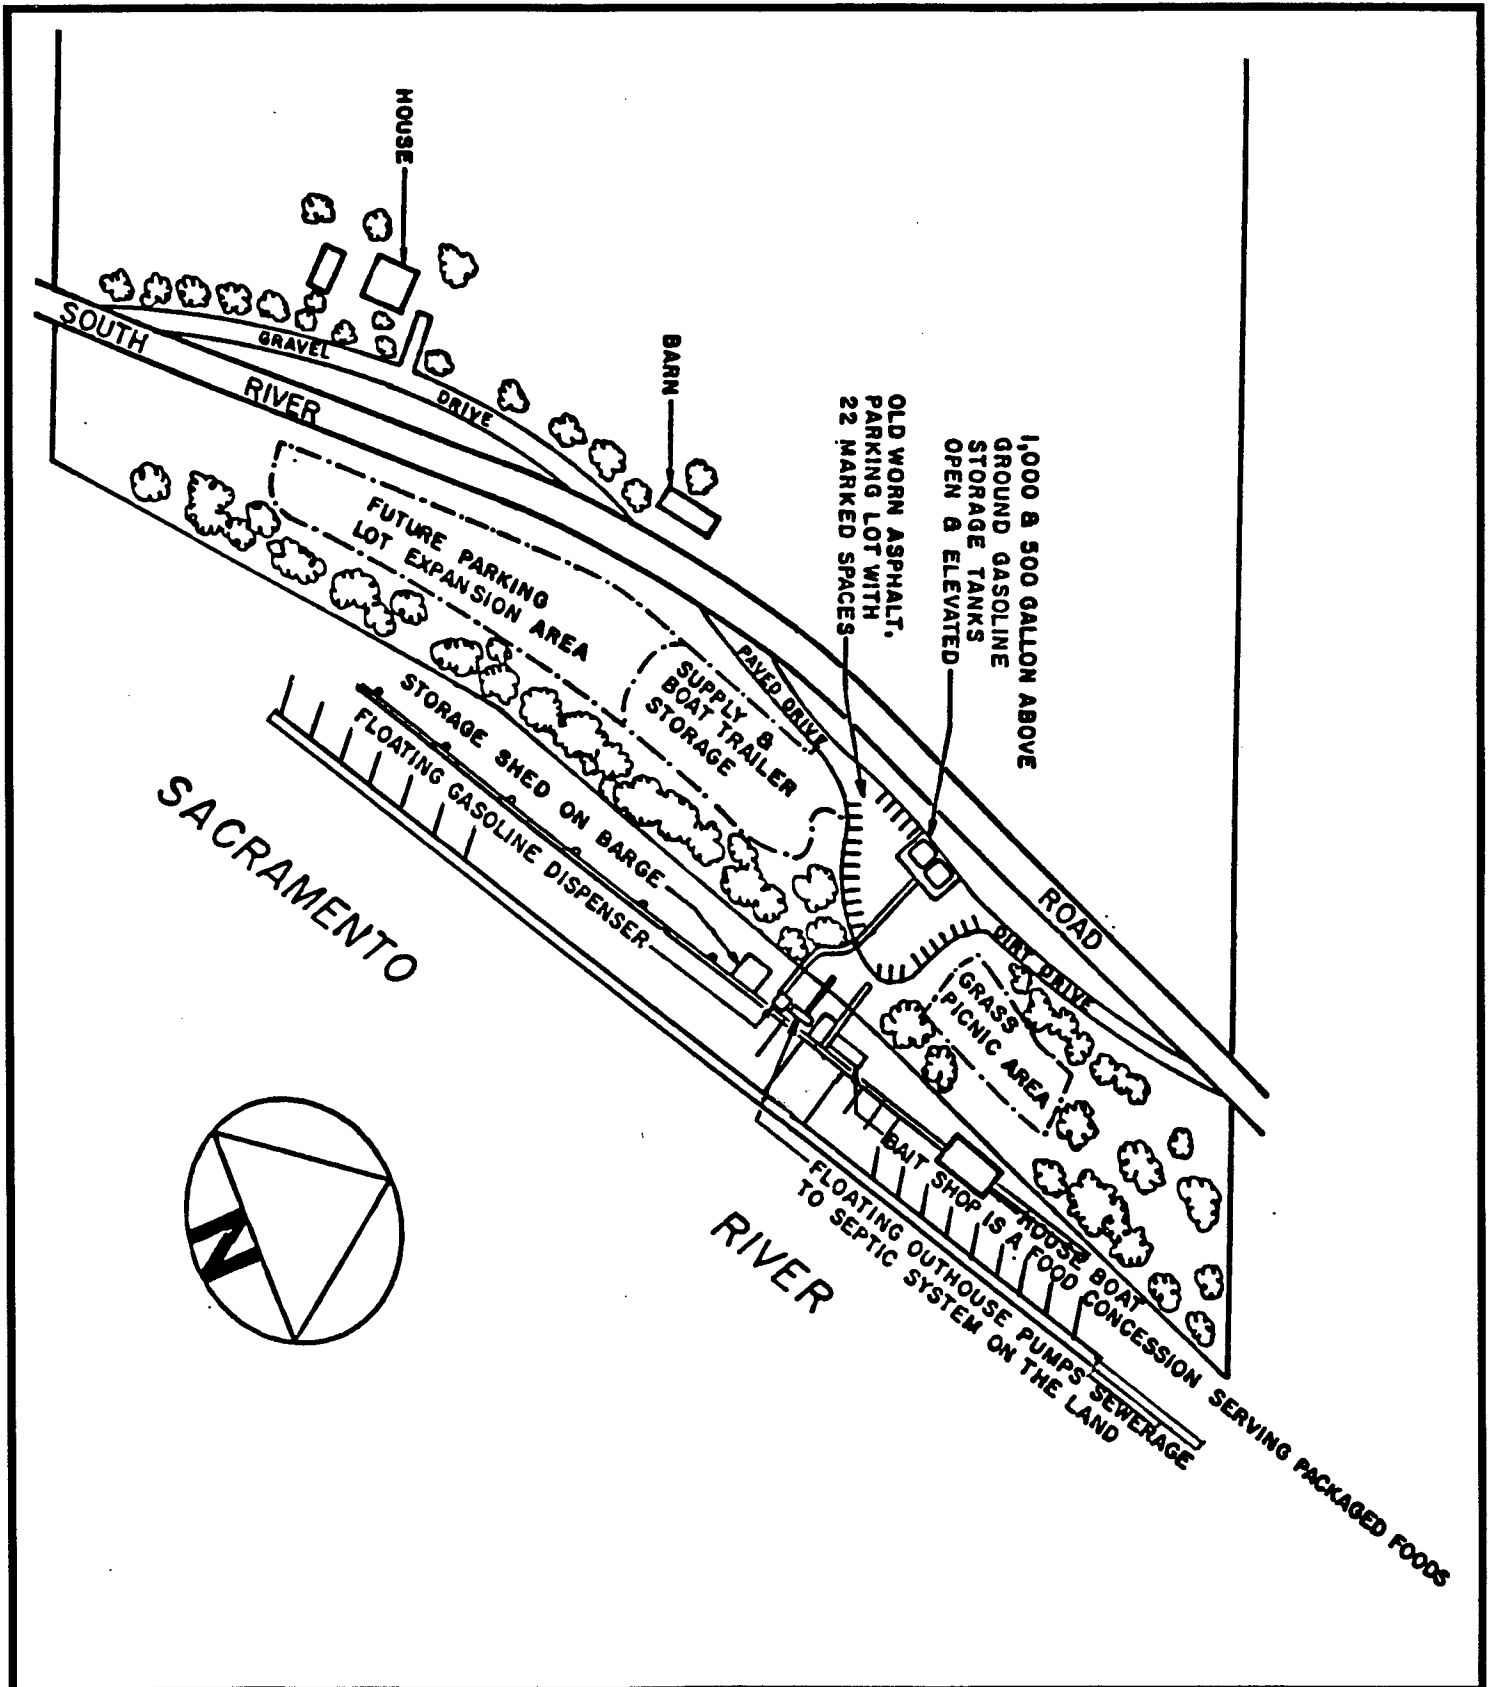 HOUSE
BARN
OLD WORN ASPHALT,
PARKING LOT WITH
22 MARKED SPACES
1,000 & 500 GALLON ABOVE
GROUND GASOLINE
STORAGE TANKS
OPEN & ELEVATED
SOUTH RIVER ROAD
GRAVEL DRIVE
FUTURE PARKING
LOT EXPANSION AREA
PAVED DRIVE
SUPPLY &
BOAT TRAILER
STORAGE
DIRT DRIVE
GRASS
PICNIC AREA
STORAGE SHED ON BARGE
FLOATING GASOLINE DISPENSER
SACRAMENTO RIVER
HOUSE BOAT
BAIT SHOP IS A FOOD CONCESSION SERVING PACKAGED FOODS
FLOATING OUTHOUSE PUMPS SEWERAGE
TO SEPTIC SYSTEM ON THE LAND
N